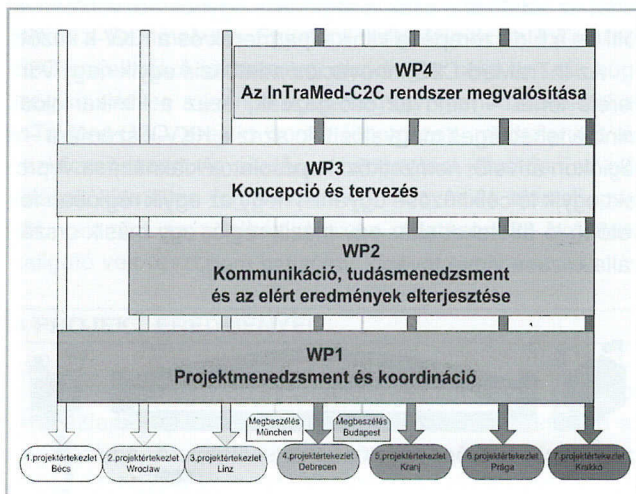 WP4
Az InTraMed-C2C rendszer megvalósítása
WP3
Koncepció és tervezés
WP2
Kommunikáció, tudásmenedzsment
és az elért eredmények elterjesztése
WP1
Projektmenedzsment és koordináció
Megbeszélés
München
Megbeszélés
Budapest
1.projektértekezlet
Bécs
2.projektértekezlet
Wroclaw
3.projektértekezlet
Linz
4.projektértekezlet
Debrecen
5.projektértekezlet
Kranj
6.projektértekezlet
Prága
7.projektértekezlet
Krakkó